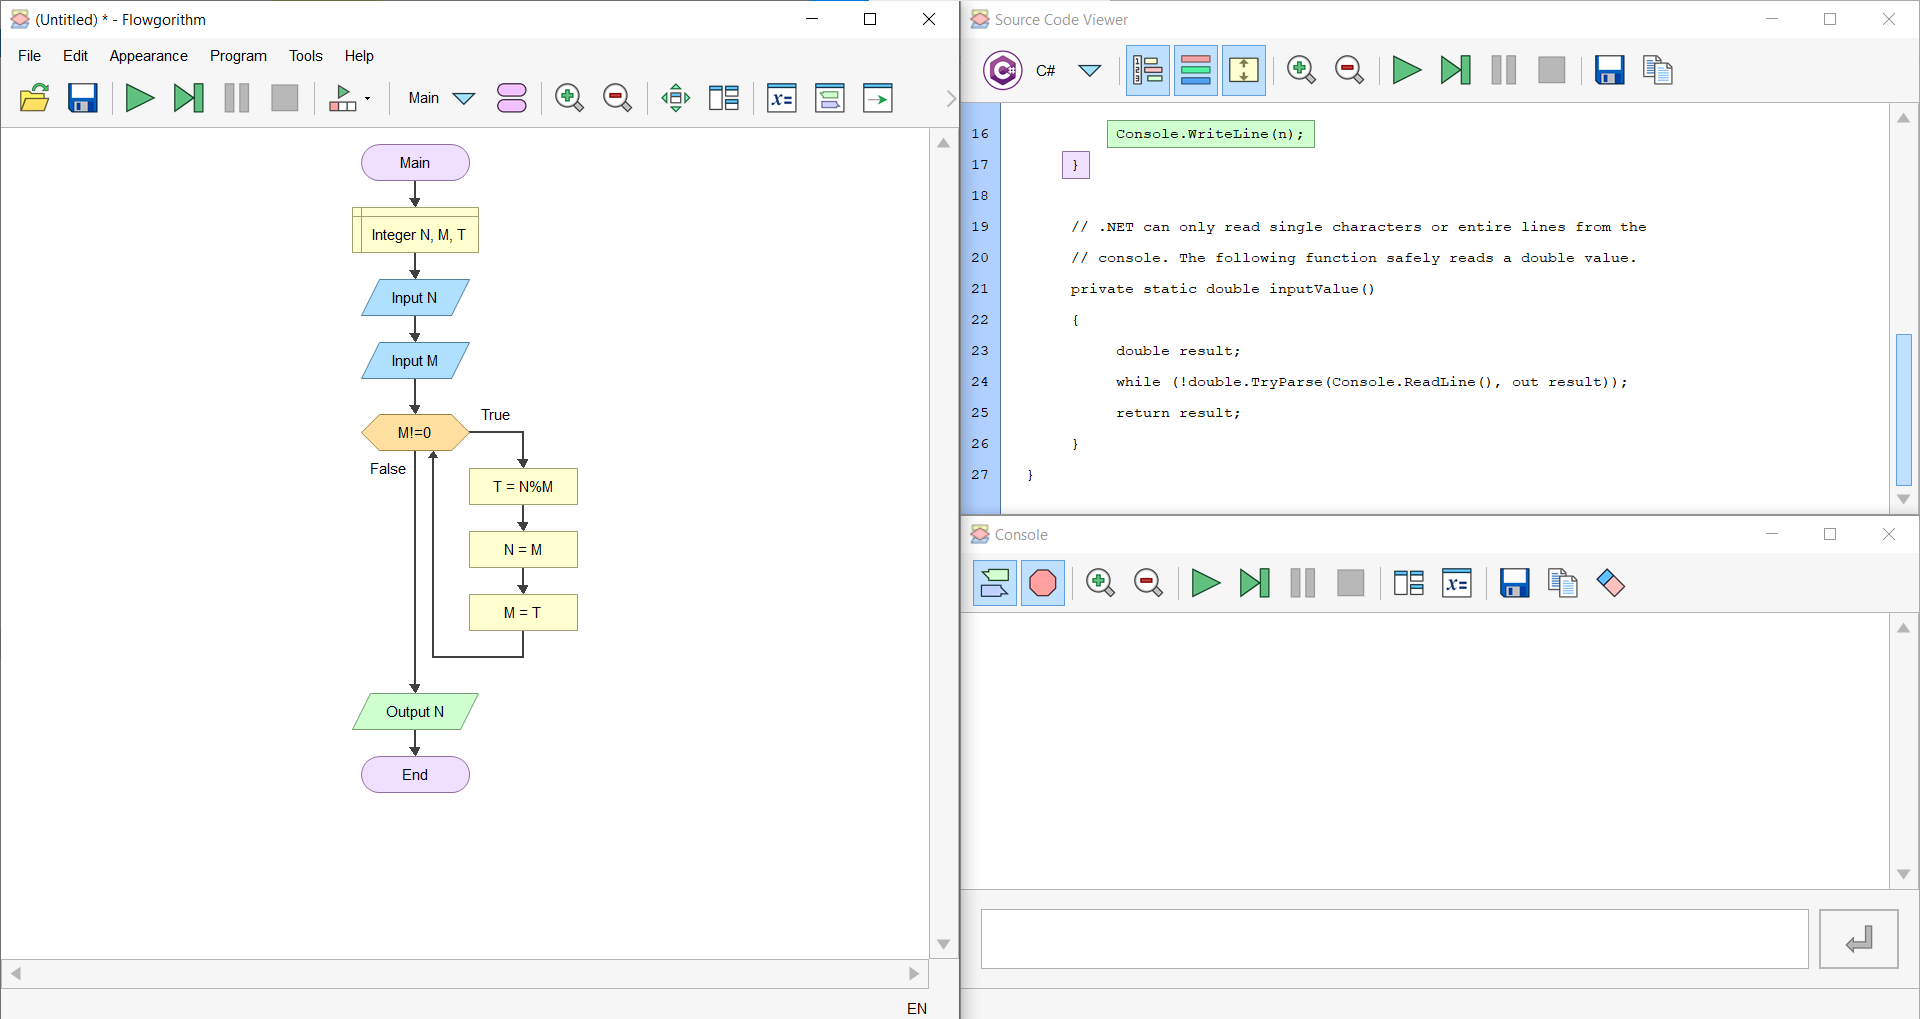 (Untitled) * - Flowgorithm
File Edit Appearance Program Tools Help
Main
Main
Integer N, M, T
Input N
Input M
M!=0
True
False
T = N%M
N = M
M = T
Output N
End
EN
Source Code Viewer
C#
1
2
3
16 Console.WriteLine(n);
17 }
18
19 // .NET can only read single characters or entire lines from the
20 // console. The following function safely reads a double value.
21 private static double inputValue()
22 {
23 double result;
24 while (!double.TryParse(Console.ReadLine(), out result));
25 return result;
26 }
27 }
Console
x=
x=